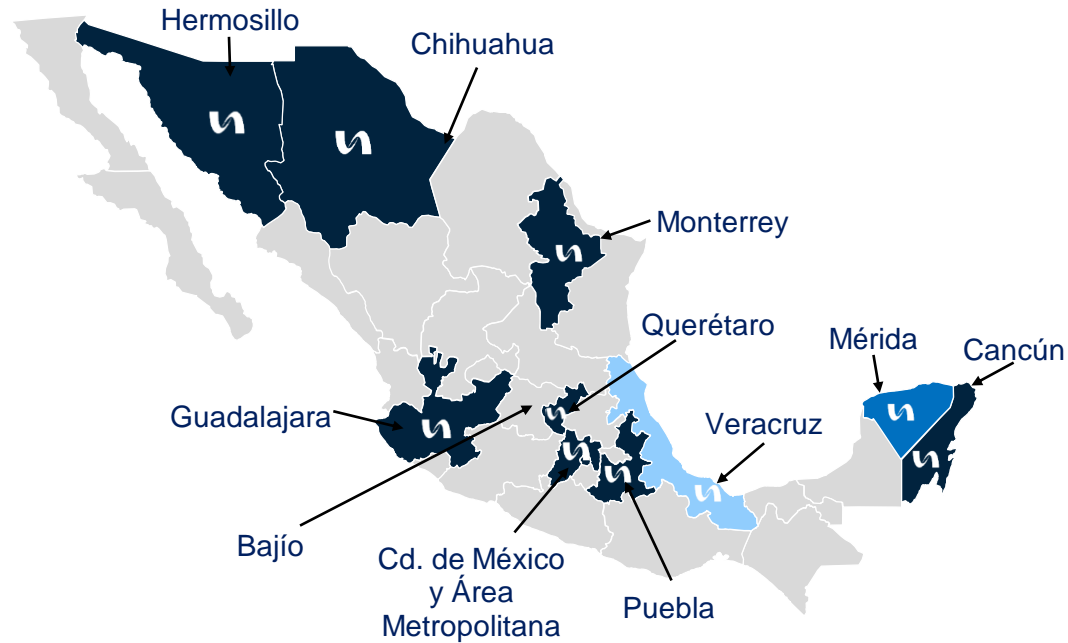 Hermosillo
Chihuahua
Monterrey
Querétaro
Mérida
Cancún
Guadalajara
Veracruz
Bajío
Cd. de México
y Área
Metropolitana
Puebla